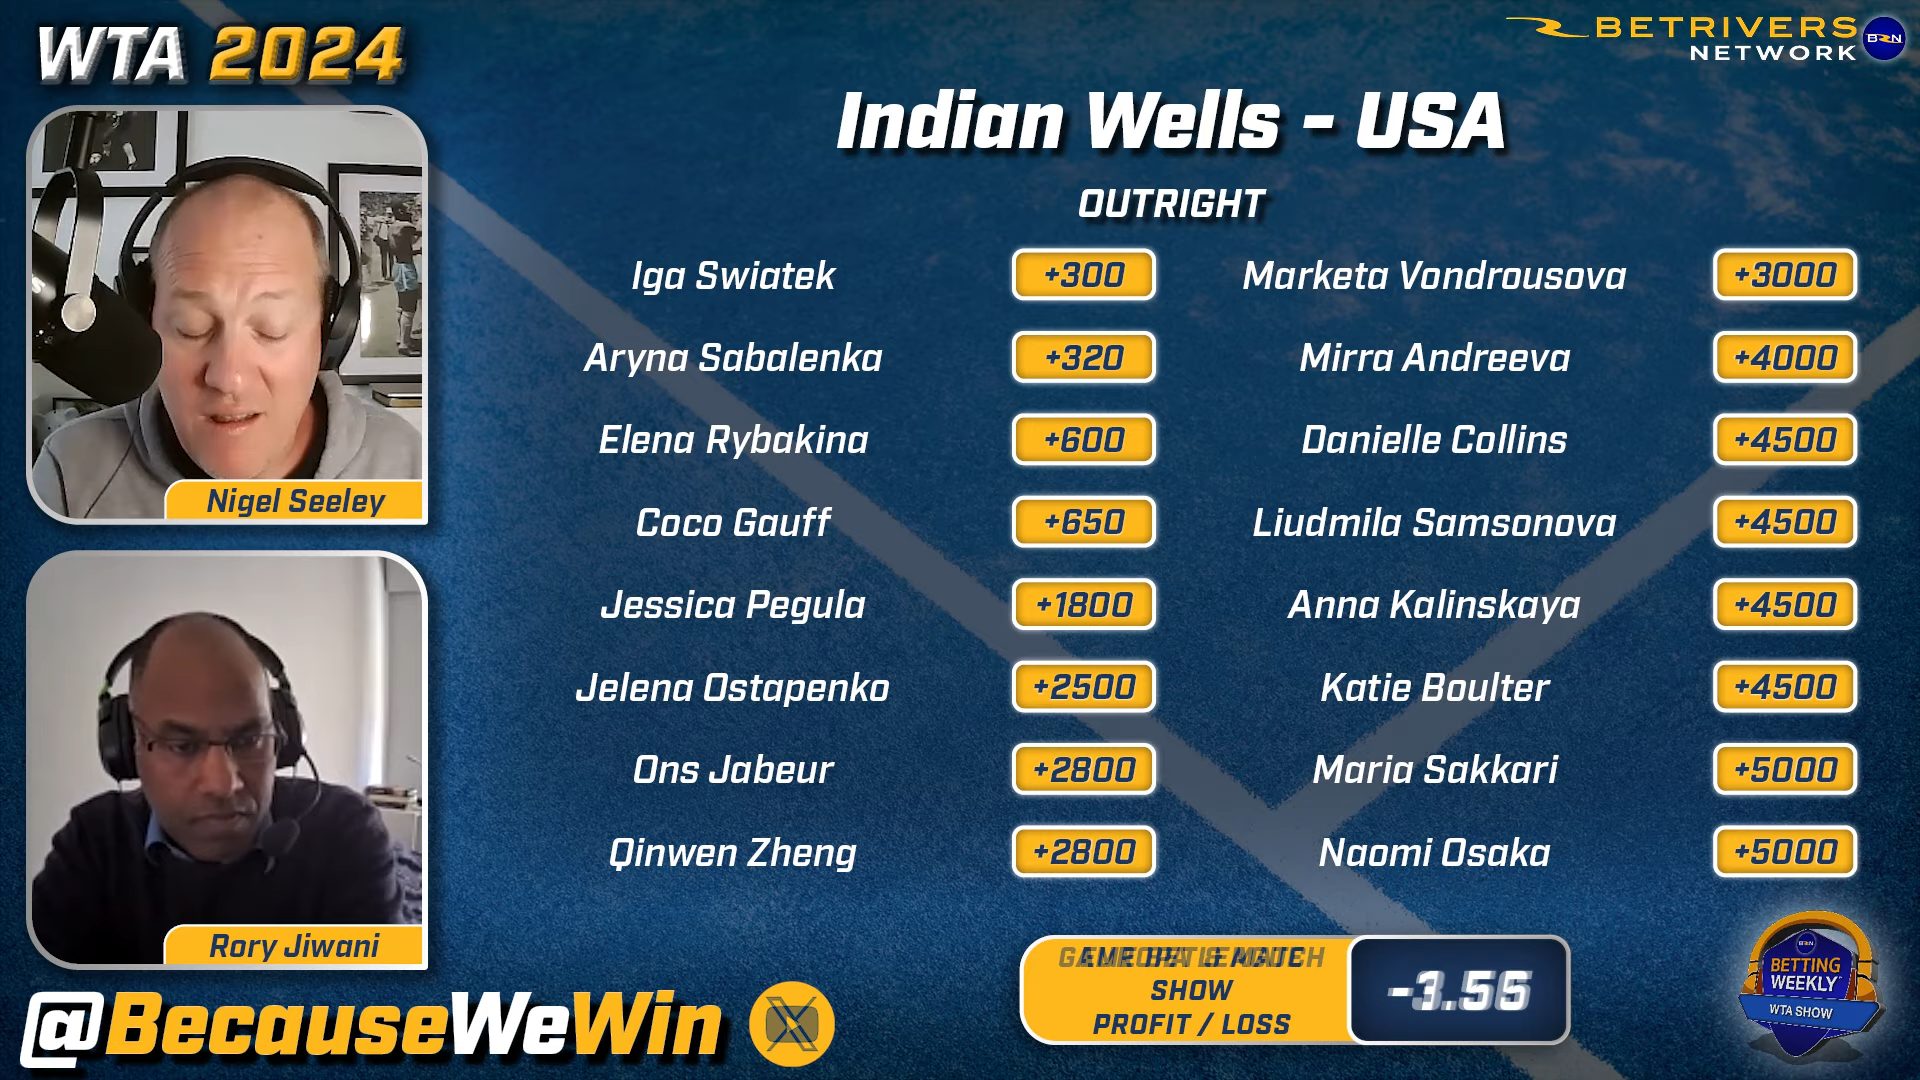 WTA 2024
BETRIVERS
NETWORK
BRN
Indian Wells - USA
OUTRIGHT
Iga Swiatek +300
Marketa Vondrousova +3000
Aryna Sabalenka +320
Mirra Andreeva +4000
Elena Rybakina +600
Danielle Collins +4500
Coco Gauff +650
Liudmila Samsonova +4500
Jessica Pegula +1800
Anna Kalinskaya +4500
Jelena Ostapenko +2500
Katie Boulter +4500
Ons Jabeur +2800
Maria Sakkari +5000
Qinwen Zheng +2800
Naomi Osaka +5000
Nigel Seeley
Rory Jiwani
@BecauseWeWin
X
SHOW
PROFIT / LOSS
BRN
BETTING
WEEKLY
WTA SHOW